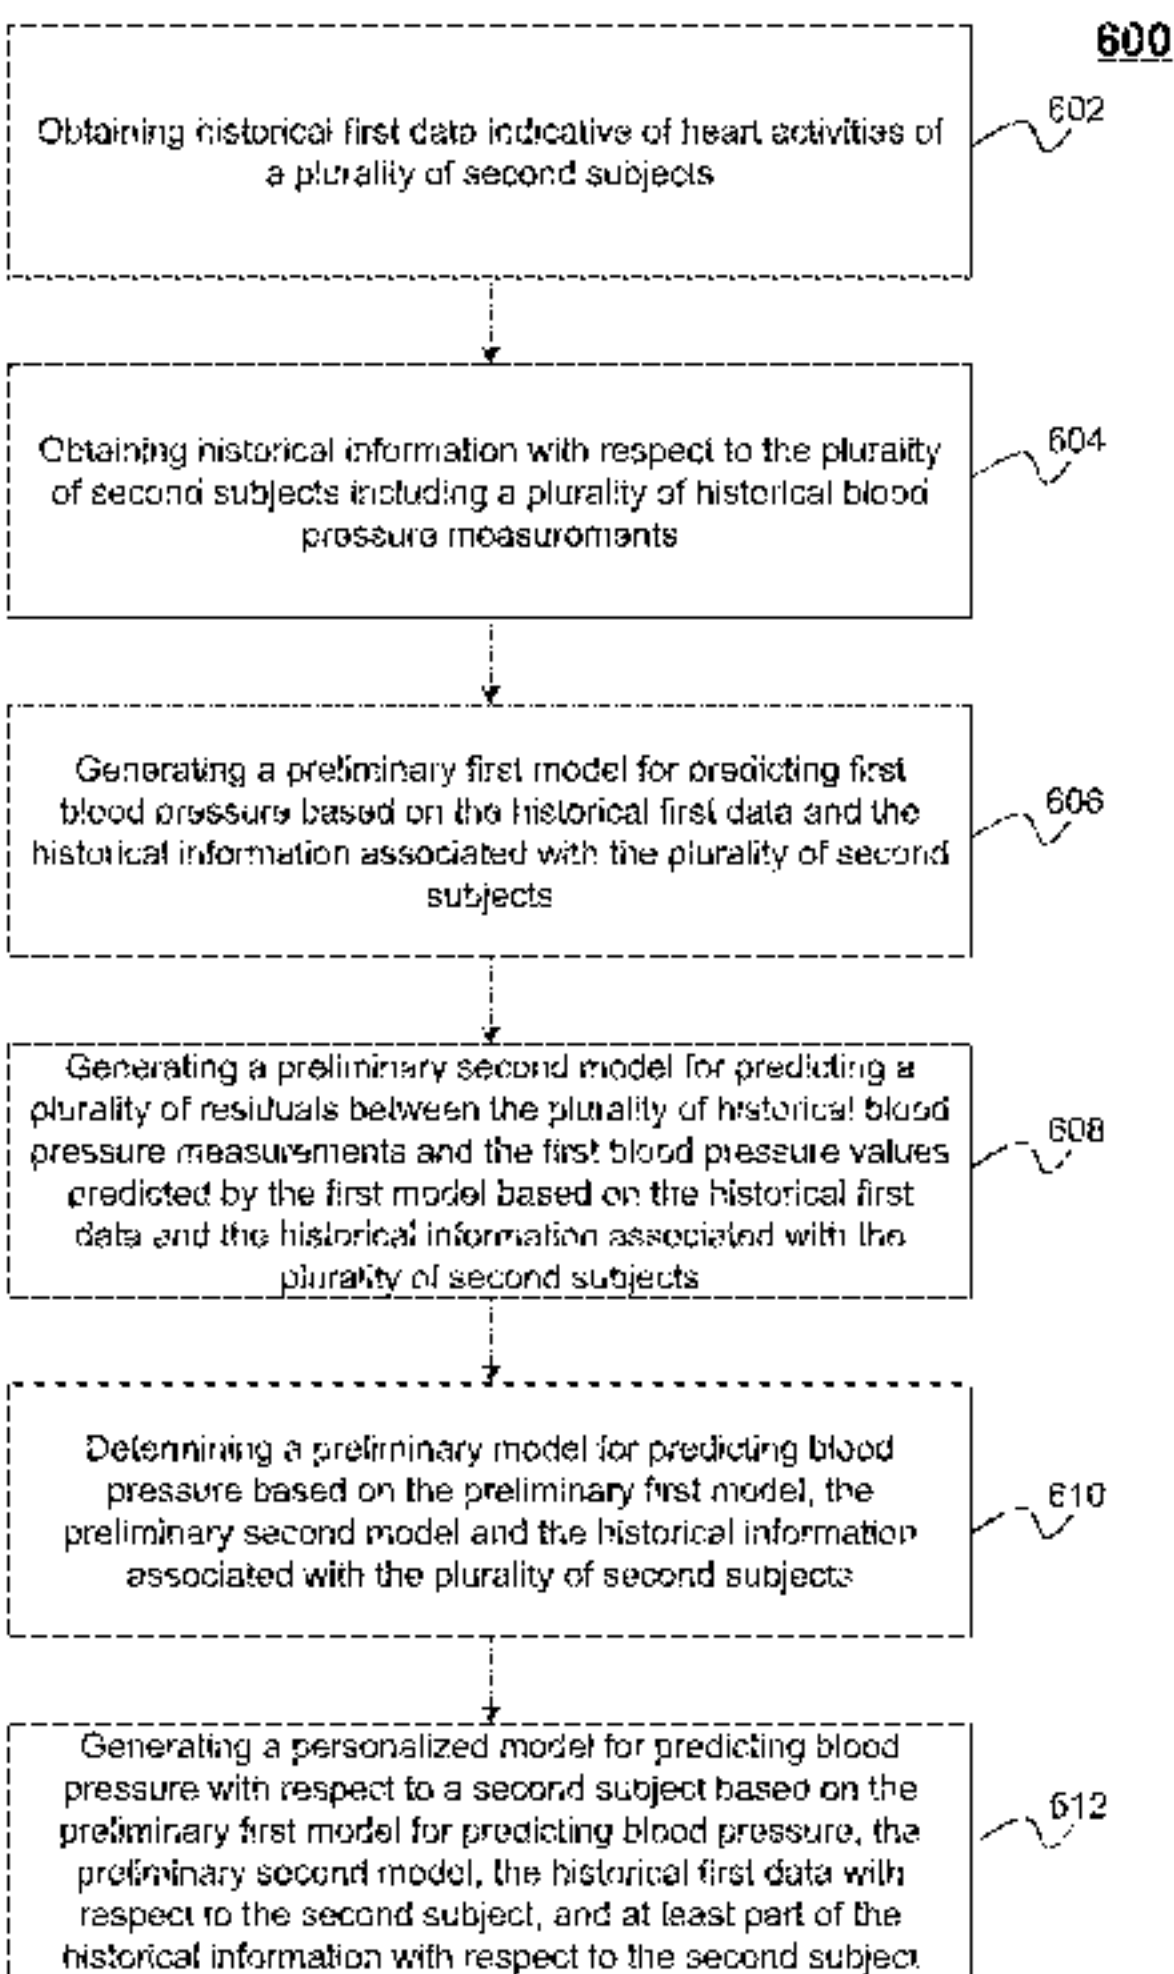 600
Obtaining historical first data indicative of heart activities of
a plurality of second subjects
602
Obtaining historical information with respect to the plurality
of second subjects including a plurality of historical blood
pressure measurements
604
Generating a preliminary first model for predicting first
blood pressure based on the historical first data and the
historical information associated with the plurality of second
subjects
606
Generating a preliminary second model for predicting a
plurality of residuals between the plurality of historical blood
pressure measurements and the first blood pressure values
predicted by the first model based on the historical first
data and the historical information associated with the
plurality of second subjects
608
Determining a preliminary model for predicting blood
pressure based on the preliminary first model, the
preliminary second model and the historical information
associated with the plurality of second subjects
610
Generating a personalized model for predicting blood
pressure with respect to a second subject based on the
preliminary first model for predicting blood pressure, the
preliminary second model, the historical first data with
respect to the second subject, and at least part of the
historical information with respect to the second subject
612